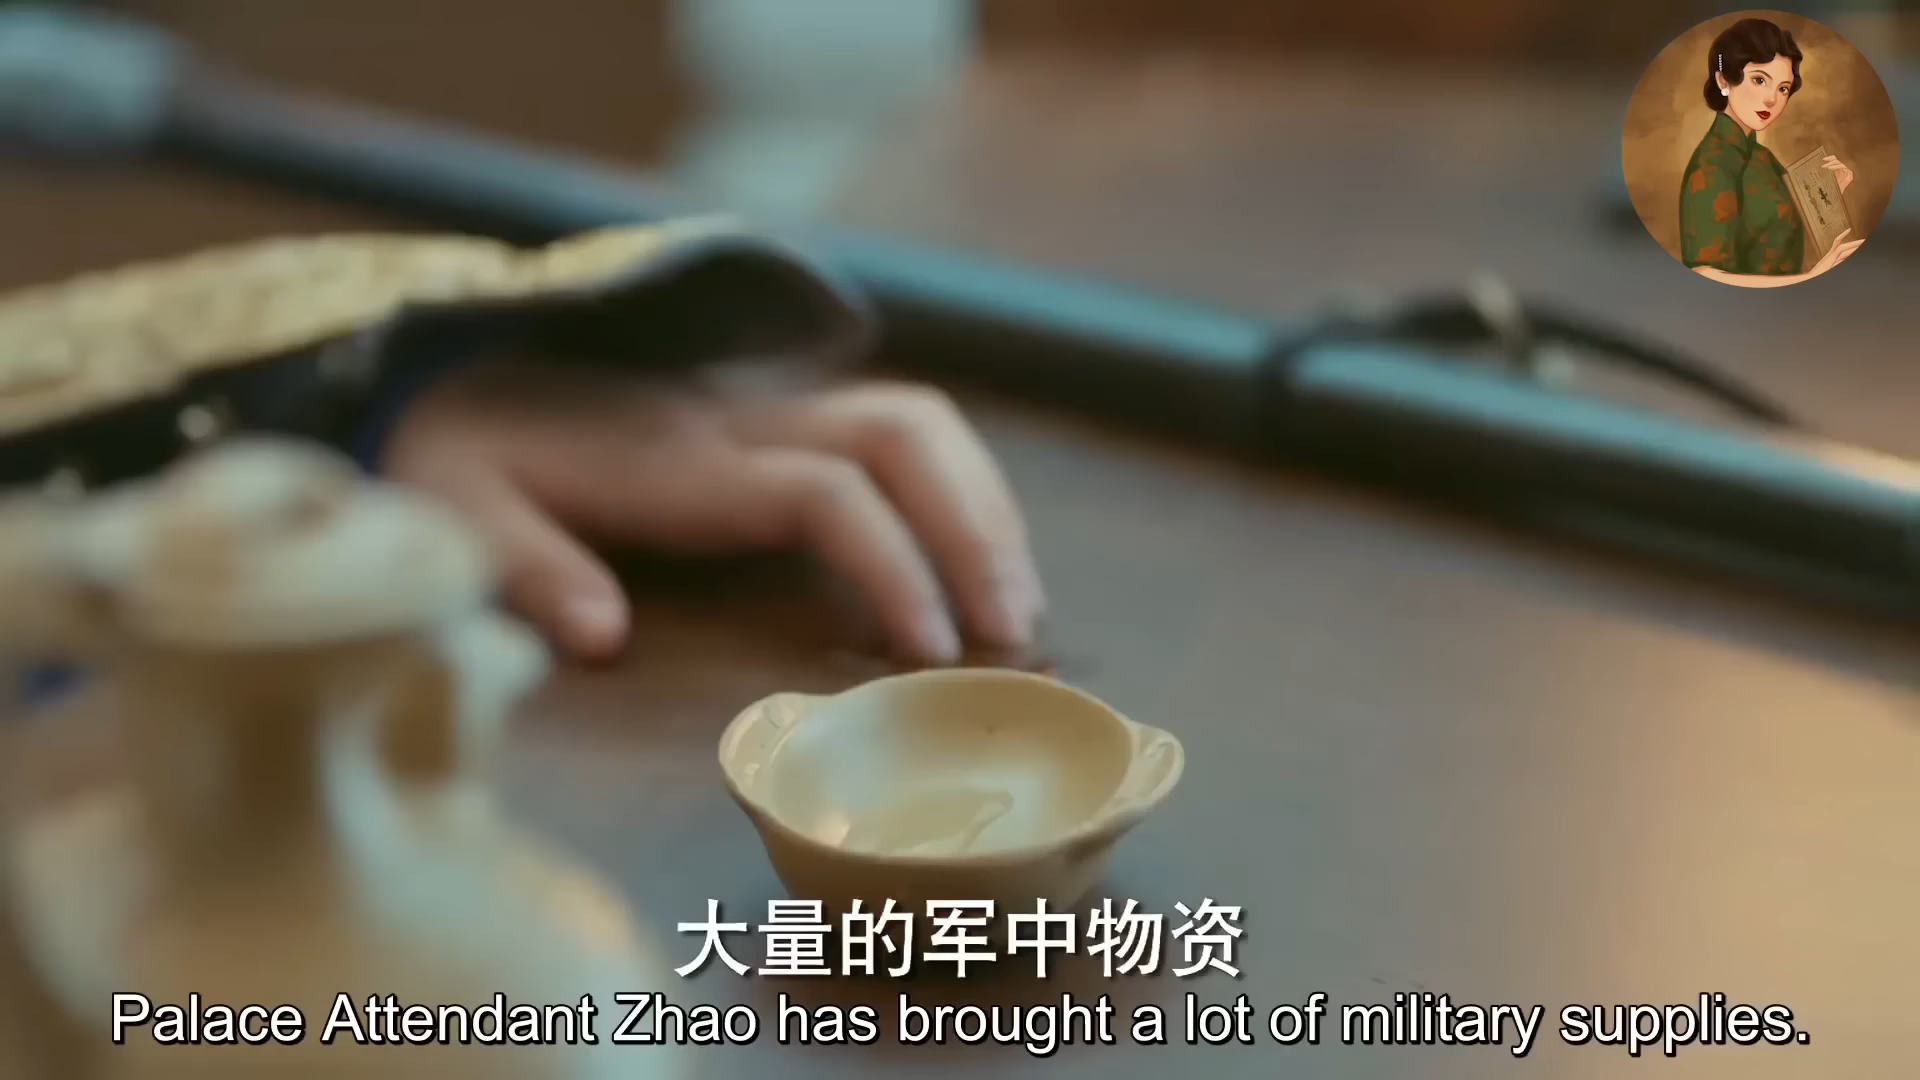 大量的军中物资
Palace Attendant Zhao has brought a lot of military supplies.